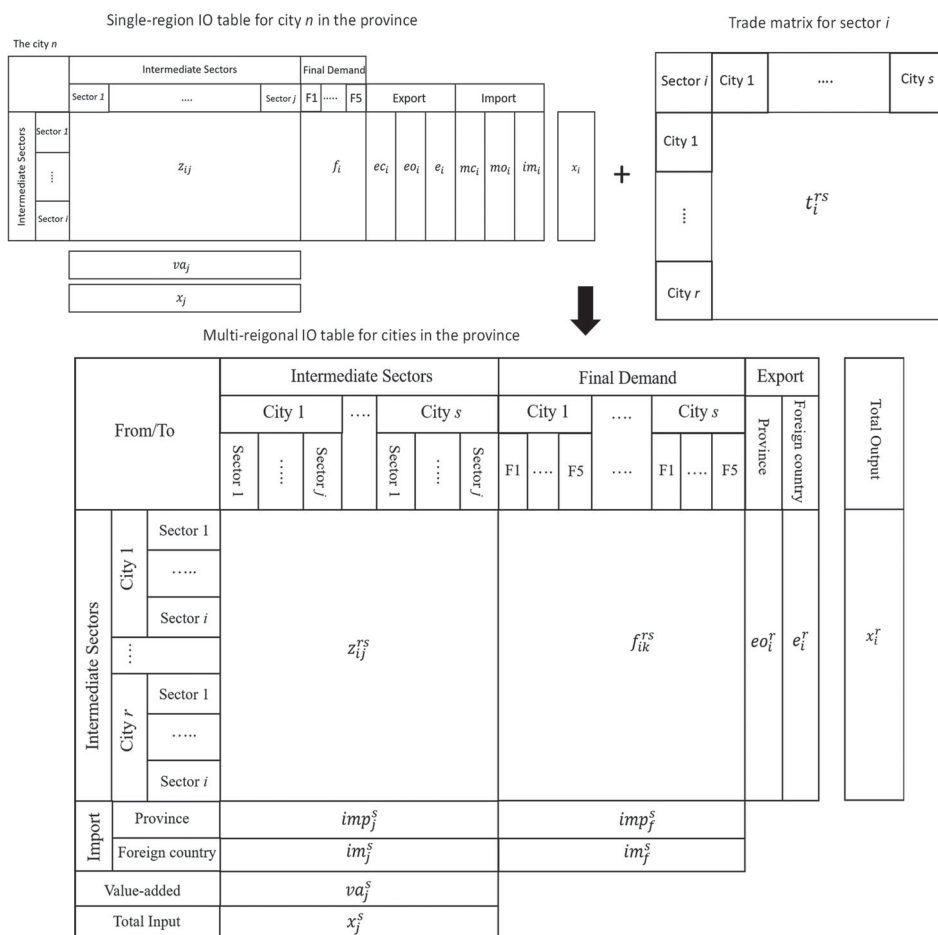 Single-region IO table for city n in the province
The city n
Intermediate Sectors
Final Demand
Sector 1
....
Sector j
F1
.....
F5
Export
Import
Intermediate Sectors
Sector 1
....
Sector i
z_{ij}
f_i
ec_i
eo_i
e_i
mc_i
mo_i
im_i
x_i
va_j
x_j
+
Trade matrix for sector i
Sector i
City 1
....
City s
City 1
....
City r
t_i^{rs}
Multi-reigonal IO table for cities in the province
From/To
Intermediate Sectors
Final Demand
Export
Total Output
City 1
....
City s
City 1
....
City s
Province
Foreign country
Sector 1
.....
Sector j
Sector 1
.....
Sector j
F1
....
F5
....
F1
....
F5
Intermediate Sectors
City 1
Sector 1
.....
Sector i
....
City r
Sector 1
.....
Sector i
z_{ij}^{rs}
f_{ik}^{rs}
eo_i^r
e_i^r
x_i^r
Import
Province
imp_j^s
imp_f^s
Foreign country
im_j^s
im_f^s
Value-added
va_j^s
Total Input
x_j^s